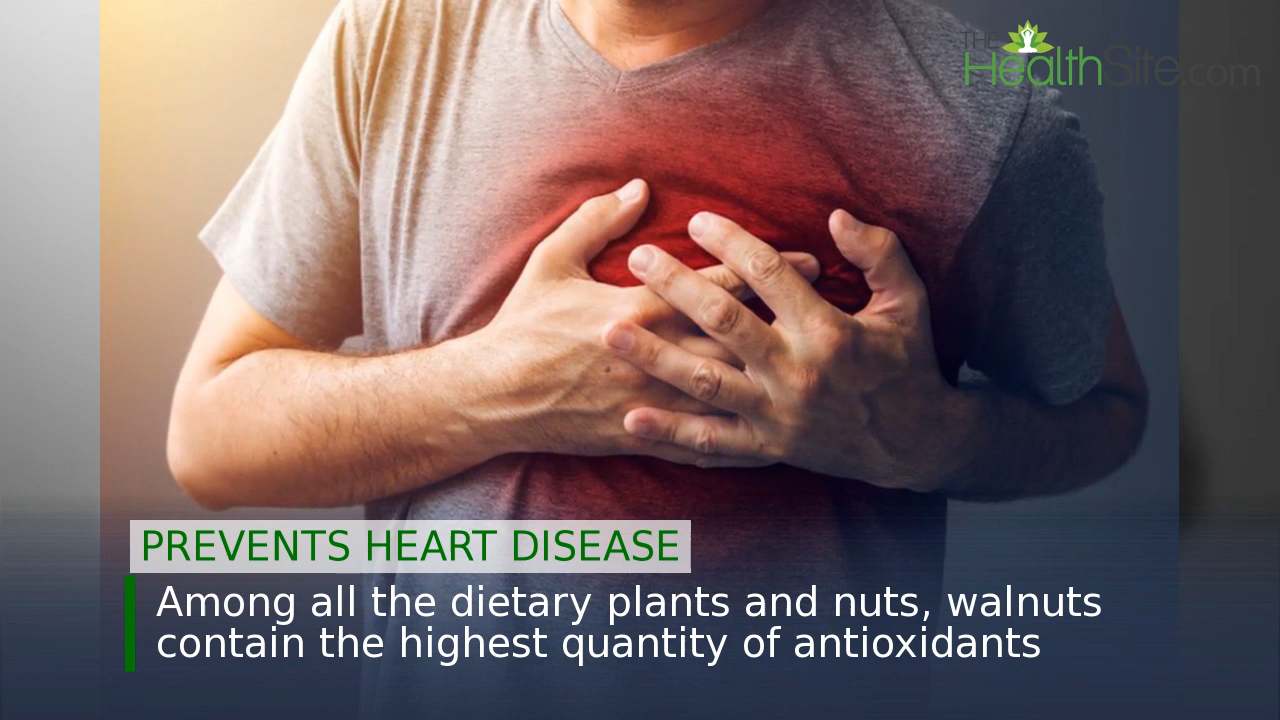 THE
HealthSite.com
PREVENTS HEART DISEASE
Among all the dietary plants and nuts, walnuts
contain the highest quantity of antioxidants